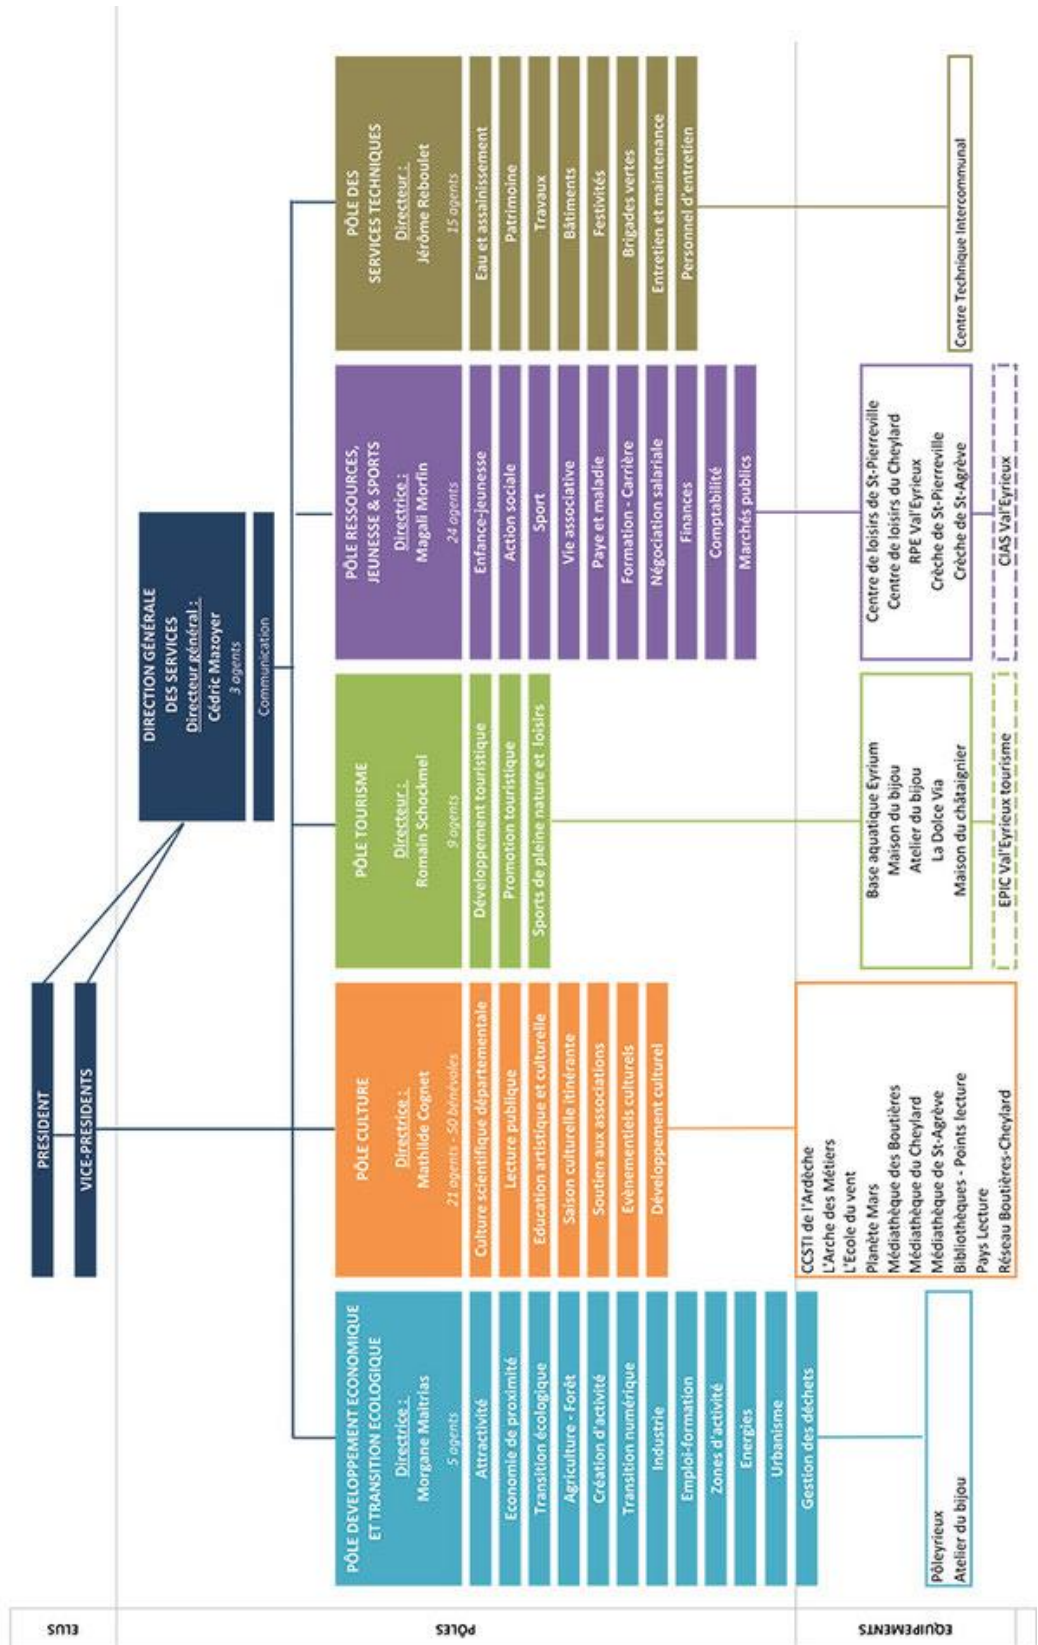 ELUS
PRESIDENT
VICE-PRESIDENTS
DIRECTION GÉNÉRALE
DES SERVICES
Directeur général :
Cédric Mazoyer
3 agents
Communication
PÔLES
PÔLE DEVELOPPEMENT ECONOMIQUE
ET TRANSITION ECOLOGIQUE
Directrice :
Morgane Maitrias
5 agents
Attractivité
Economie de proximité
Transition écologique
Agriculture - Forêt
Création d'activité
Transition numérique
Industrie
Emploi-formation
Zones d'activité
Energies
Urbanisme
Gestion des déchets
PÔLE CULTURE
Directrice :
Mathilde Cognet
21 agents - 50 bénévoles
Culture scientifique départementale
Lecture publique
Education artistique et culturelle
Saison culturelle itinérante
Soutien aux associations
Evènementiels culturels
Développement culturel
PÔLE TOURISME
Directeur :
Romain Schockmel
9 agents
Développement touristique
Promotion touristique
Sports de pleine nature et loisirs
PÔLE RESSOURCES,
JEUNESSE & SPORTS
Directrice :
Magali Morfin
24 agents
Enfance-jeunesse
Action sociale
Sport
Vie associative
Paye et maladie
Formation - Carrière
Négociation salariale
Finances
Comptabilité
Marchés publics
PÔLE DES
SERVICES TECHNIQUES
Directeur :
Jérôme Reboulet
15 agents
Eau et assainissement
Patrimoine
Travaux
Bâtiments
Festivités
Brigades vertes
Entretien et maintenance
Personnel d'entretien
EQUIPEMENTS
Pôleyrieux
Atelier du bijou
CCSTI de l'Ardèche
L'Arche des Métiers
L'Ecole du vent
Planète Mars
Médiathèque des Boutières
Médiathèque du Cheylard
Médiathèque de St-Agrève
Bibliothèques - Points lecture
Pays Lecture
Réseau Boutières-Cheylard
Base aquatique Eyrium
Maison du bijou
Atelier du bijou
La Dolce Via
Maison du châtaignier
EPIC Val'Eyrieux tourisme
Centre de loisirs de St-Pierreville
Centre de loisirs du Cheylard
RPE Val'Eyrieux
Crèche de St-Pierreville
Crèche de St-Agrève
CIAS Val'Eyrieux
Centre Technique Intercommunal